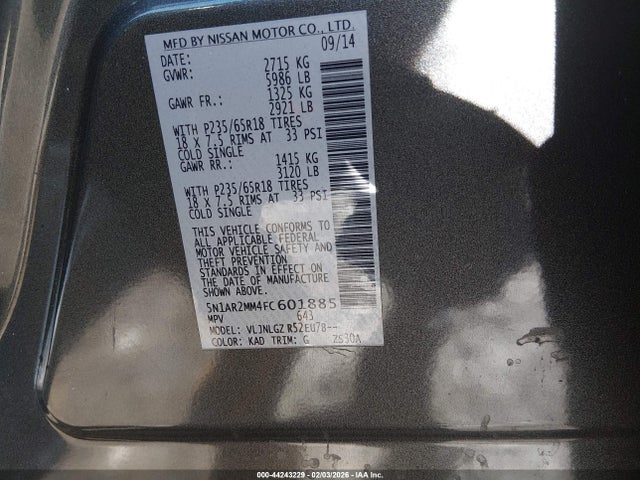 MFD BY NISSAN MOTOR CO., LTD.
DATE: 09/14
GVWR: 2715 KG
5986 LB
GAWR FR.: 1325 KG
2921 LB
WITH P235/65R18 TIRES
18 X 7.5 RIMS AT 33 PSI
COLD SINGLE
GAWR RR.: 1415 KG
3120 LB
WITH P235/65R18 TIRES
18 X 7.5 RIMS AT 33 PSI
COLD SINGLE
THIS VEHICLE CONFORMS TO
ALL APPLICABLE FEDERAL
MOTOR VEHICLE SAFETY AND
THEFT PREVENTION
STANDARDS IN EFFECT ON
THE DATE OF MANUFACTURE
SHOWN ABOVE.
5N1AR2MM4FC601885
MPV 643
MODEL: VLJNLGZ R52EU78--
COLOR: KAD TRIM: G ZS30A
000-44243229 - 02/03/2026 - COPYRIGHT IAA, LLC